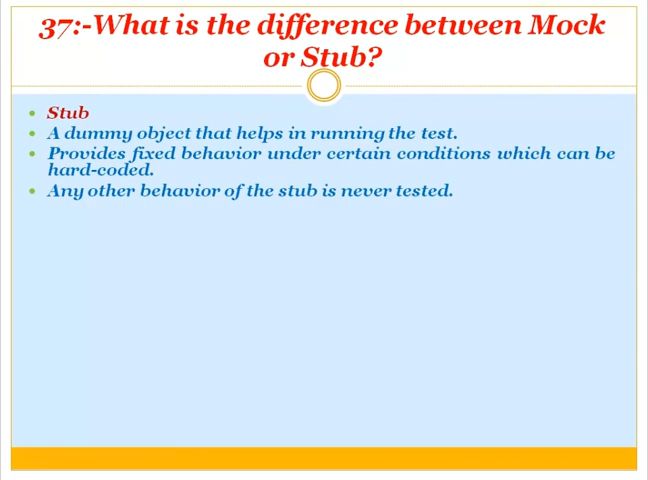 37:-What is the difference between Mock
or Stub?
Stub
A dummy object that helps in running the test.
Provides fixed behavior under certain conditions which can be
hard-coded.
Any other behavior of the stub is never tested.